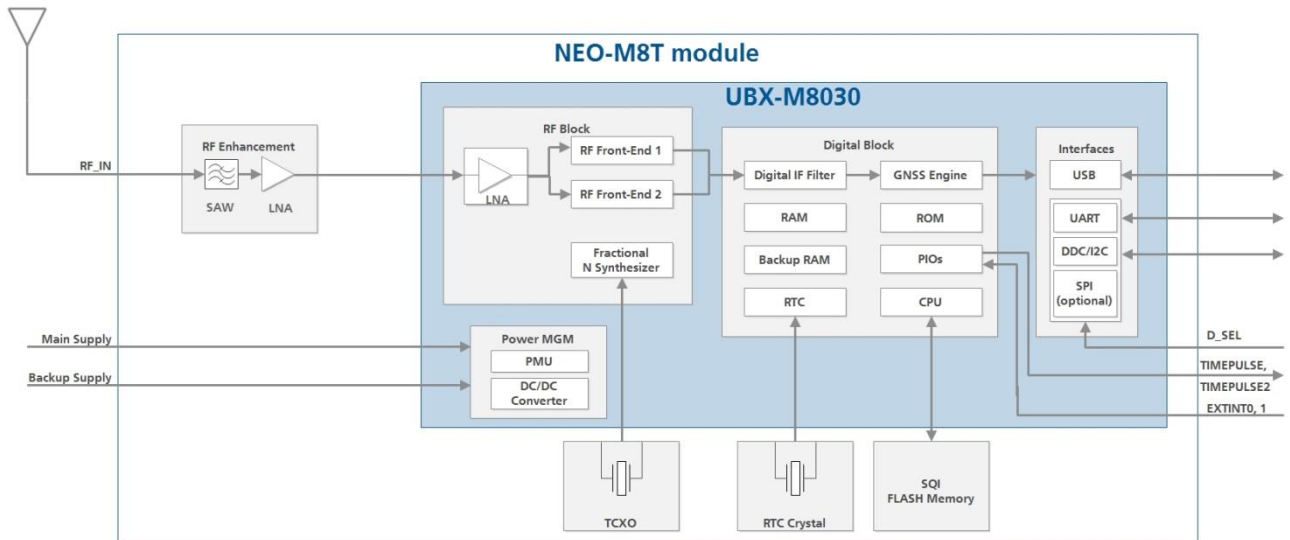 NEO-M8T module
UBX-M8030
RF_IN
RF Enhancement
SAW
LNA
RF Block
LNA
RF Front-End 1
RF Front-End 2
Fractional
N Synthesizer
Digital Block
Digital IF Filter
GNSS Engine
RAM
ROM
Backup RAM
PIOs
RTC
CPU
Interfaces
USB
UART
DDC/I2C
SPI
(optional)
Main Supply
Backup Supply
Power MGM
PMU
DC/DC
Converter
D_SEL
TIMEPULSE,
TIMEPULSE2
EXTINT0, 1
TCXO
RTC Crystal
SQI
FLASH Memory